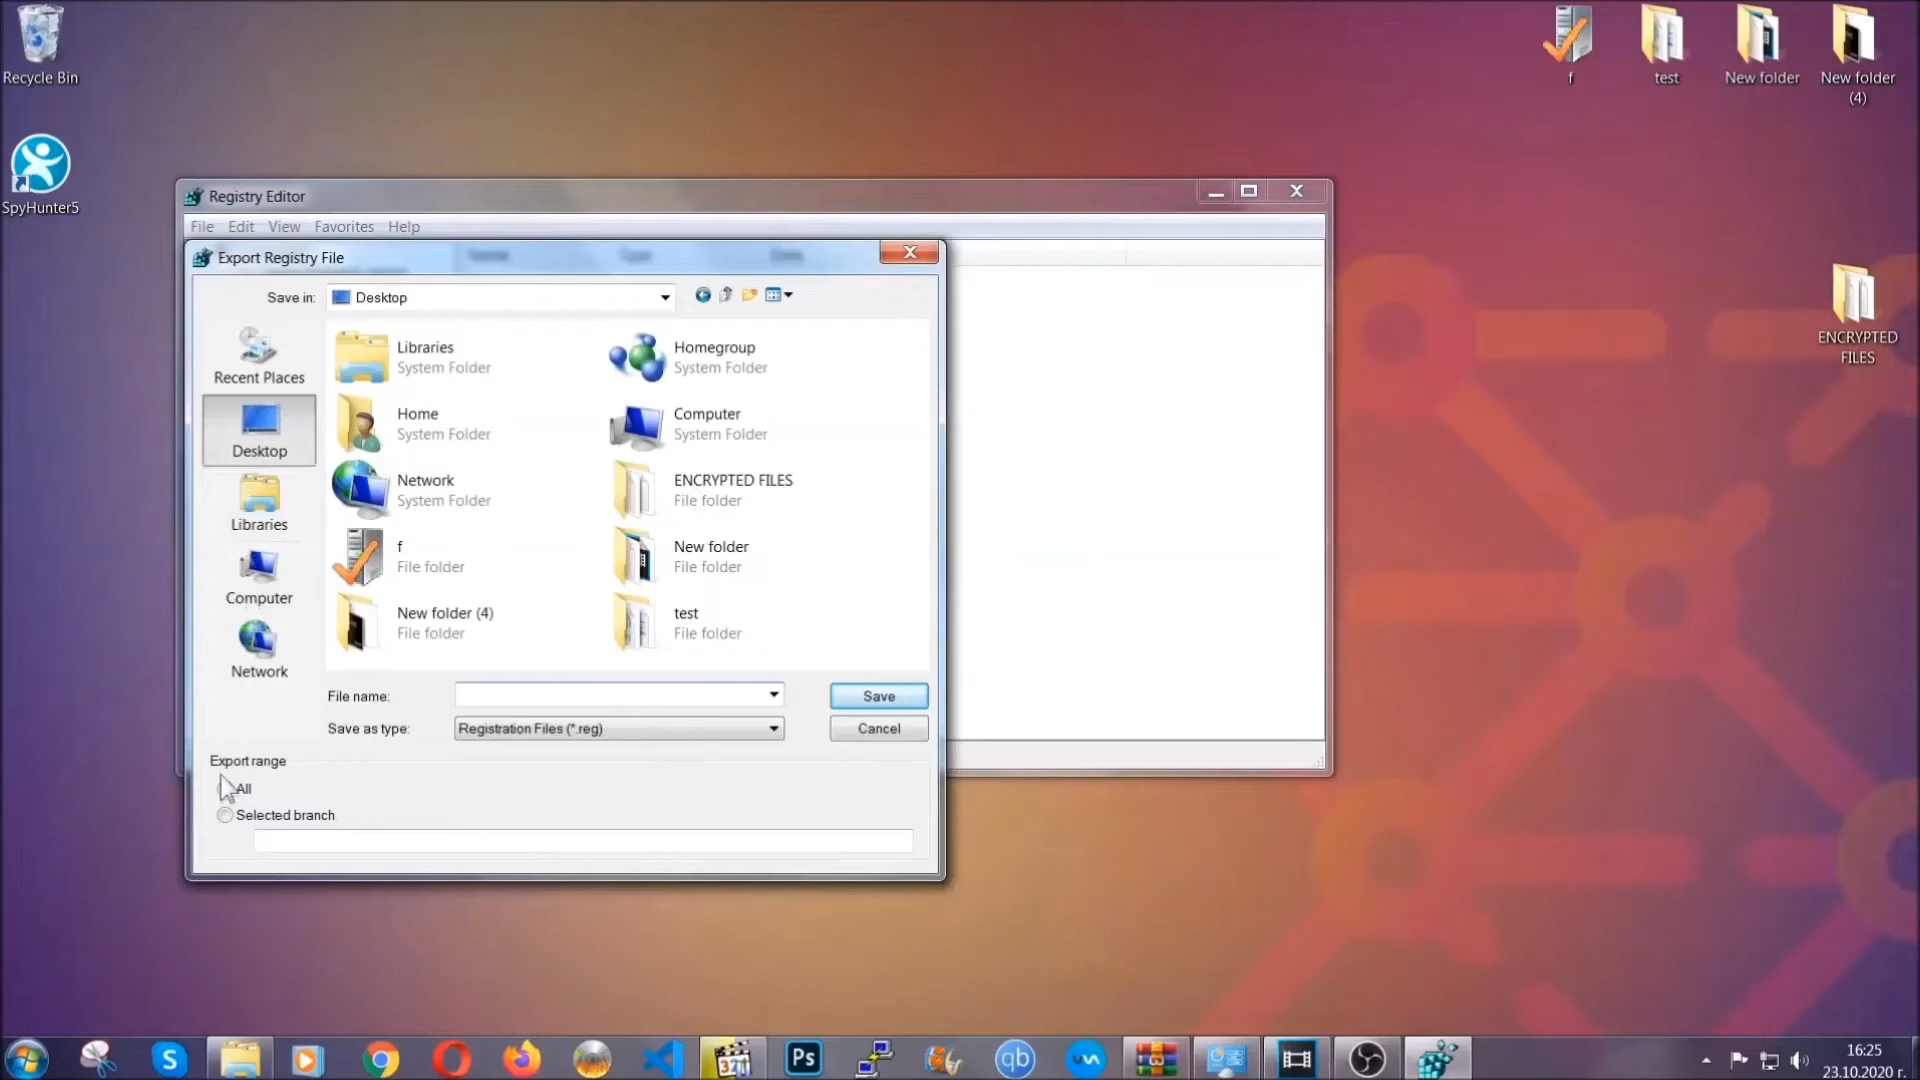 Recycle Bin
SpyHunter5
f
test
New folder
New folder
(4)
ENCRYPTED
FILES
Registry Editor
File Edit View Favorites Help
Export Registry File
Save in: Desktop
Recent Places
Desktop
Libraries
Computer
Network
Libraries
System Folder
Homegroup
System Folder
Home
System Folder
Computer
System Folder
Network
System Folder
ENCRYPTED FILES
File folder
f
File folder
New folder
File folder
New folder (4)
File folder
test
File folder
File name:
Save
Save as type: Registration Files (*.reg)
Cancel
Export range
All
Selected branch
S
321
Ps
qb
16:25
23.10.2020 г.